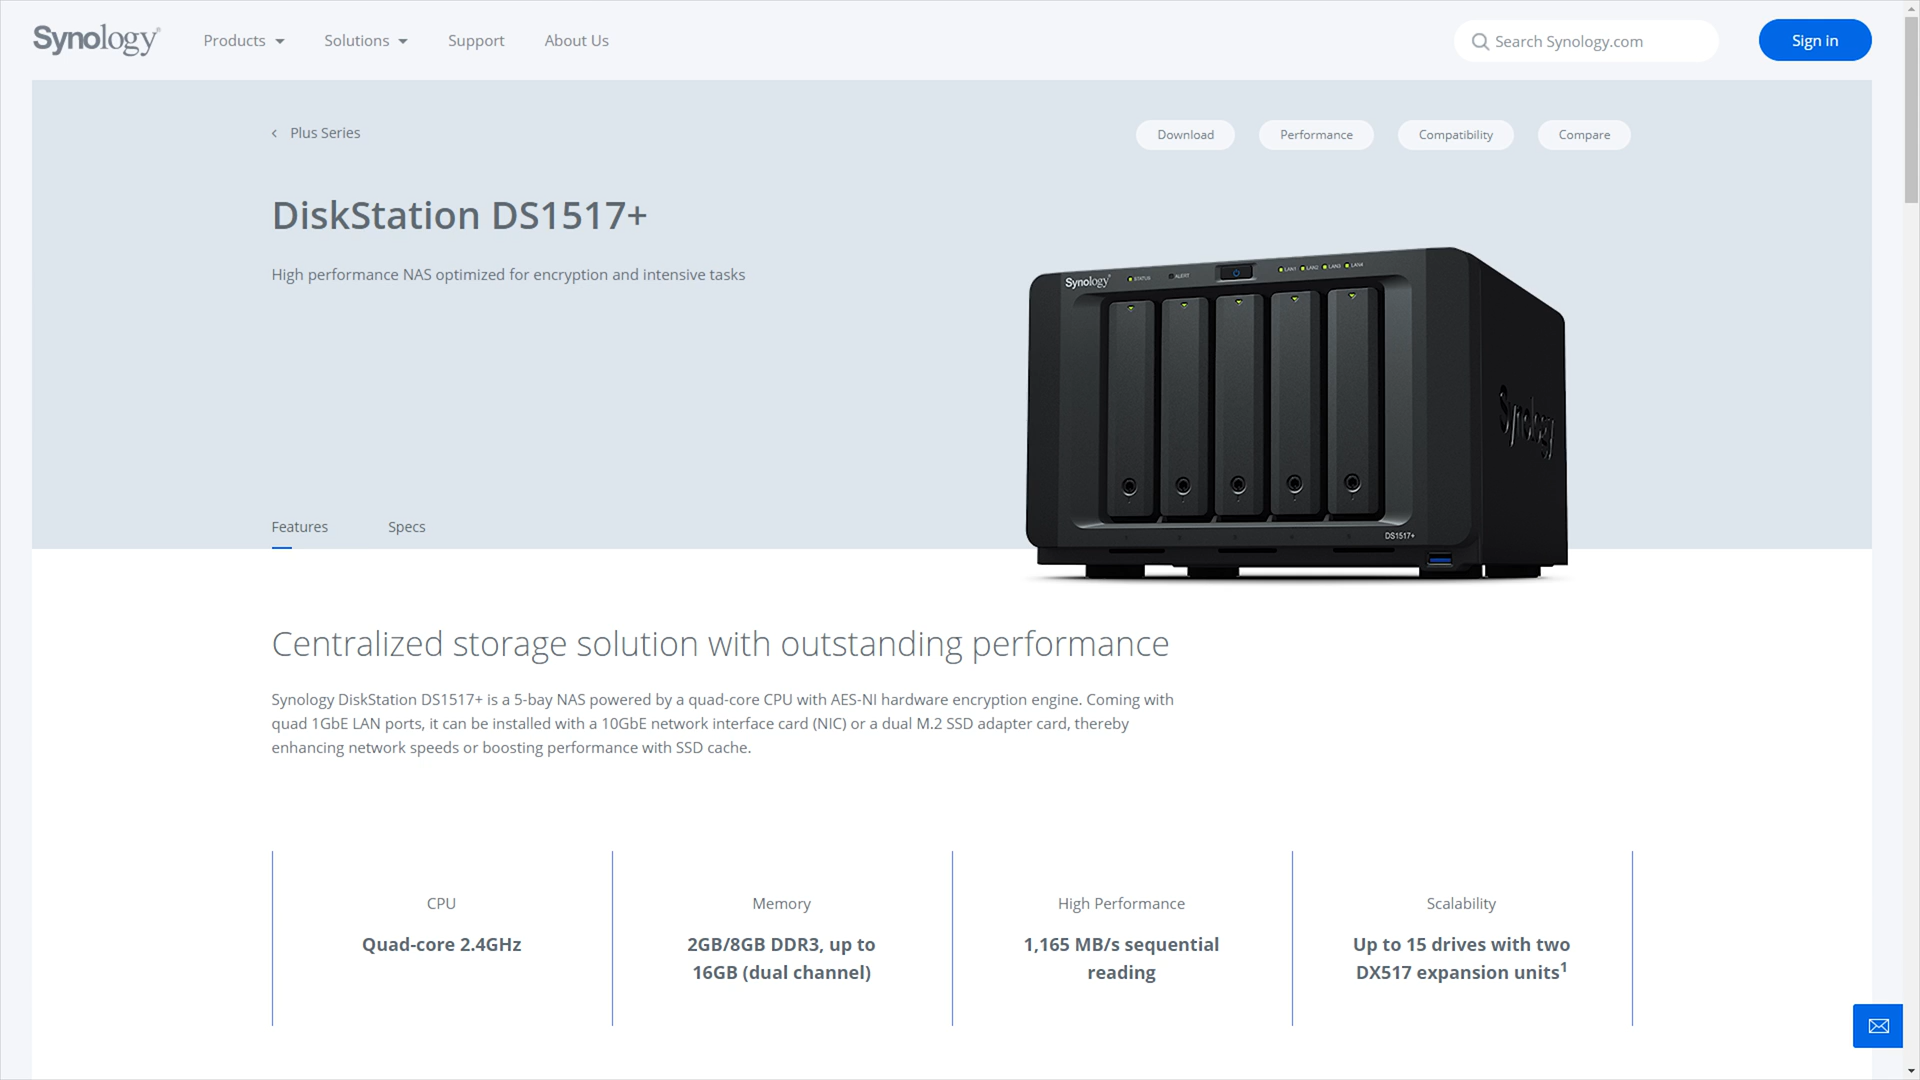 Synology
Products
Solutions
Support
About Us
Search Synology.com
Sign in
Plus Series
Download
Performance
Compatibility
Compare
DiskStation DS1517+
High performance NAS optimized for encryption and intensive tasks
Synology
STATUS
ALERT
LAN1
LAN2
LAN3
LAN4
Synology
DS1517+
Features
Specs
Centralized storage solution with outstanding performance
Synology DiskStation DS1517+ is a 5-bay NAS powered by a quad-core CPU with AES-NI hardware encryption engine. Coming with
quad 1GbE LAN ports, it can be installed with a 10GbE network interface card (NIC) or a dual M.2 SSD adapter card, thereby
enhancing network speeds or boosting performance with SSD cache.
CPU
Quad-core 2.4GHz
Memory
2GB/8GB DDR3, up to
16GB (dual channel)
High Performance
1,165 MB/s sequential
reading
Scalability
Up to 15 drives with two
DX517 expansion units1